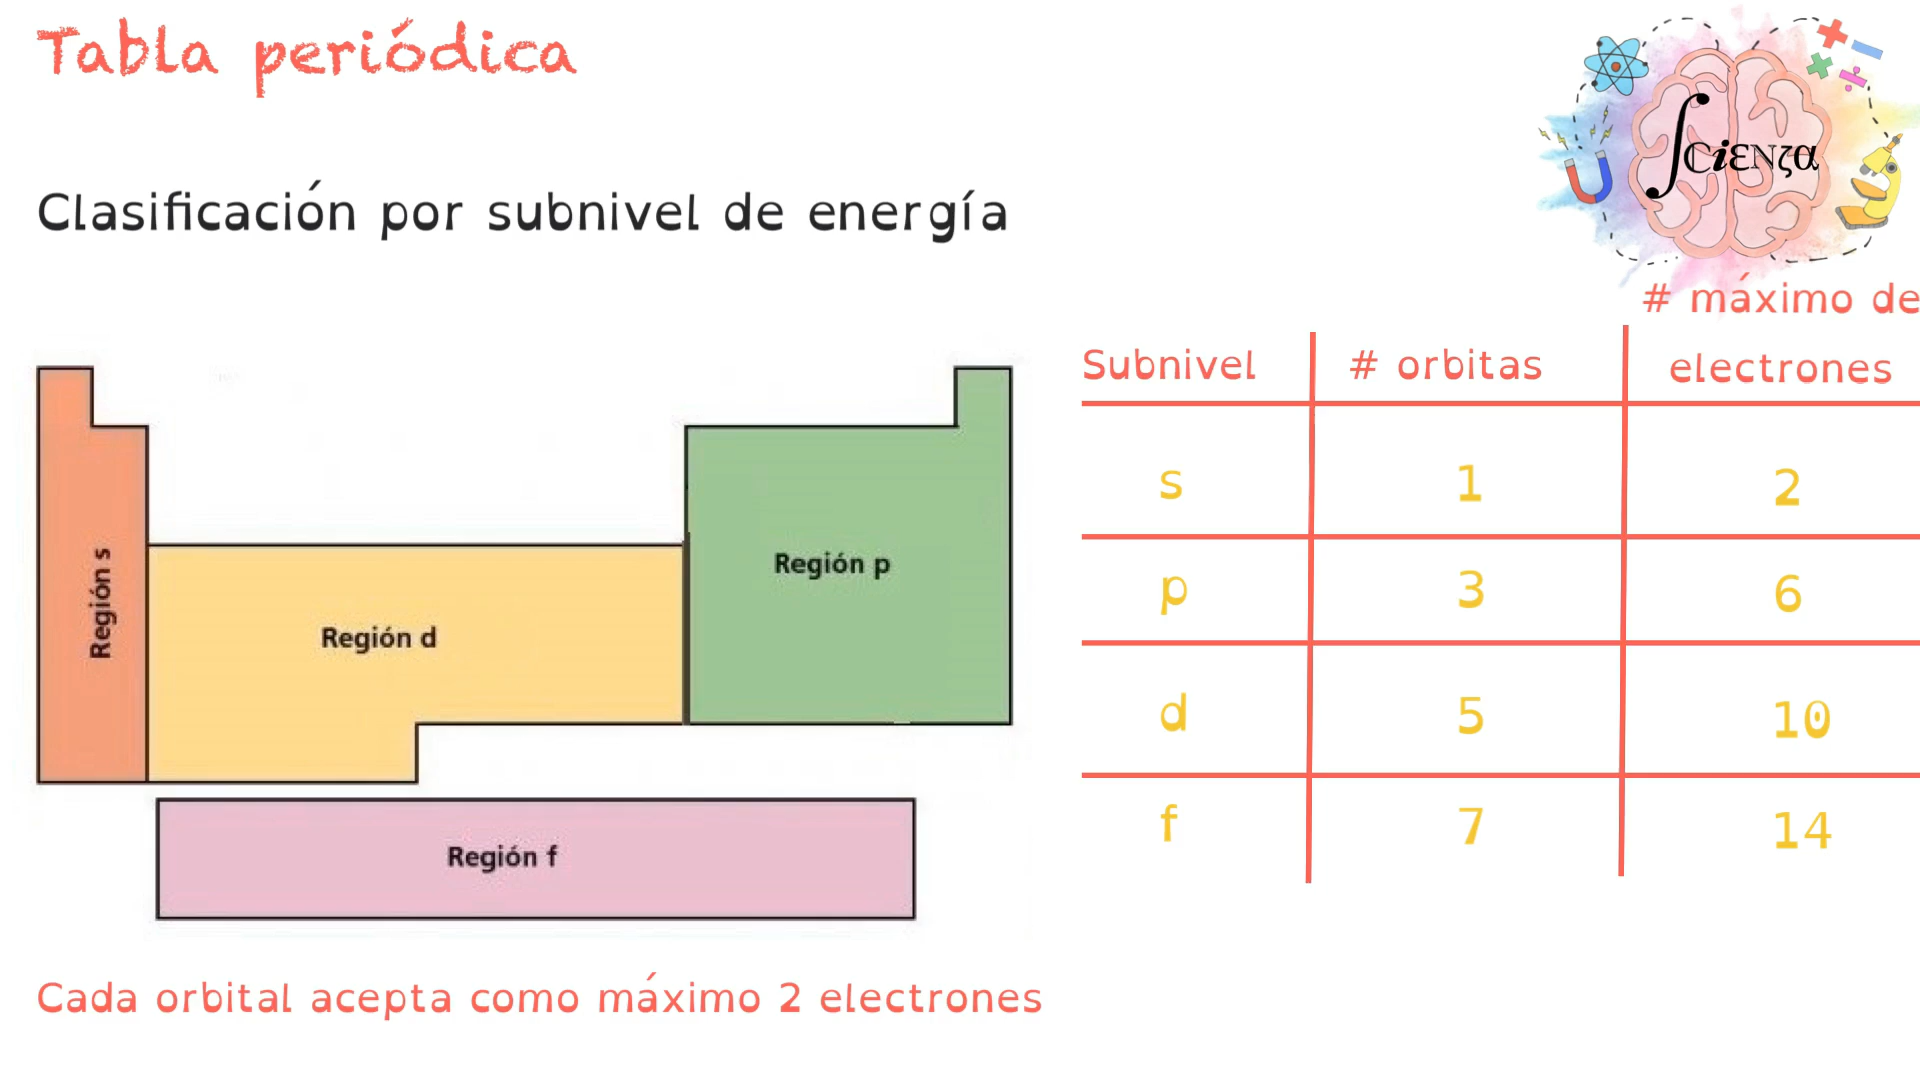 Tabla periódica
∫CiENζα
Clasificación por subnivel de energía
# máximo de
Subnivel # orbitas electrones
s 1 2
p 3 6
d 5 10
f 7 14
Región s
Región d
Región p
Región f
Cada orbital acepta como máximo 2 electrones